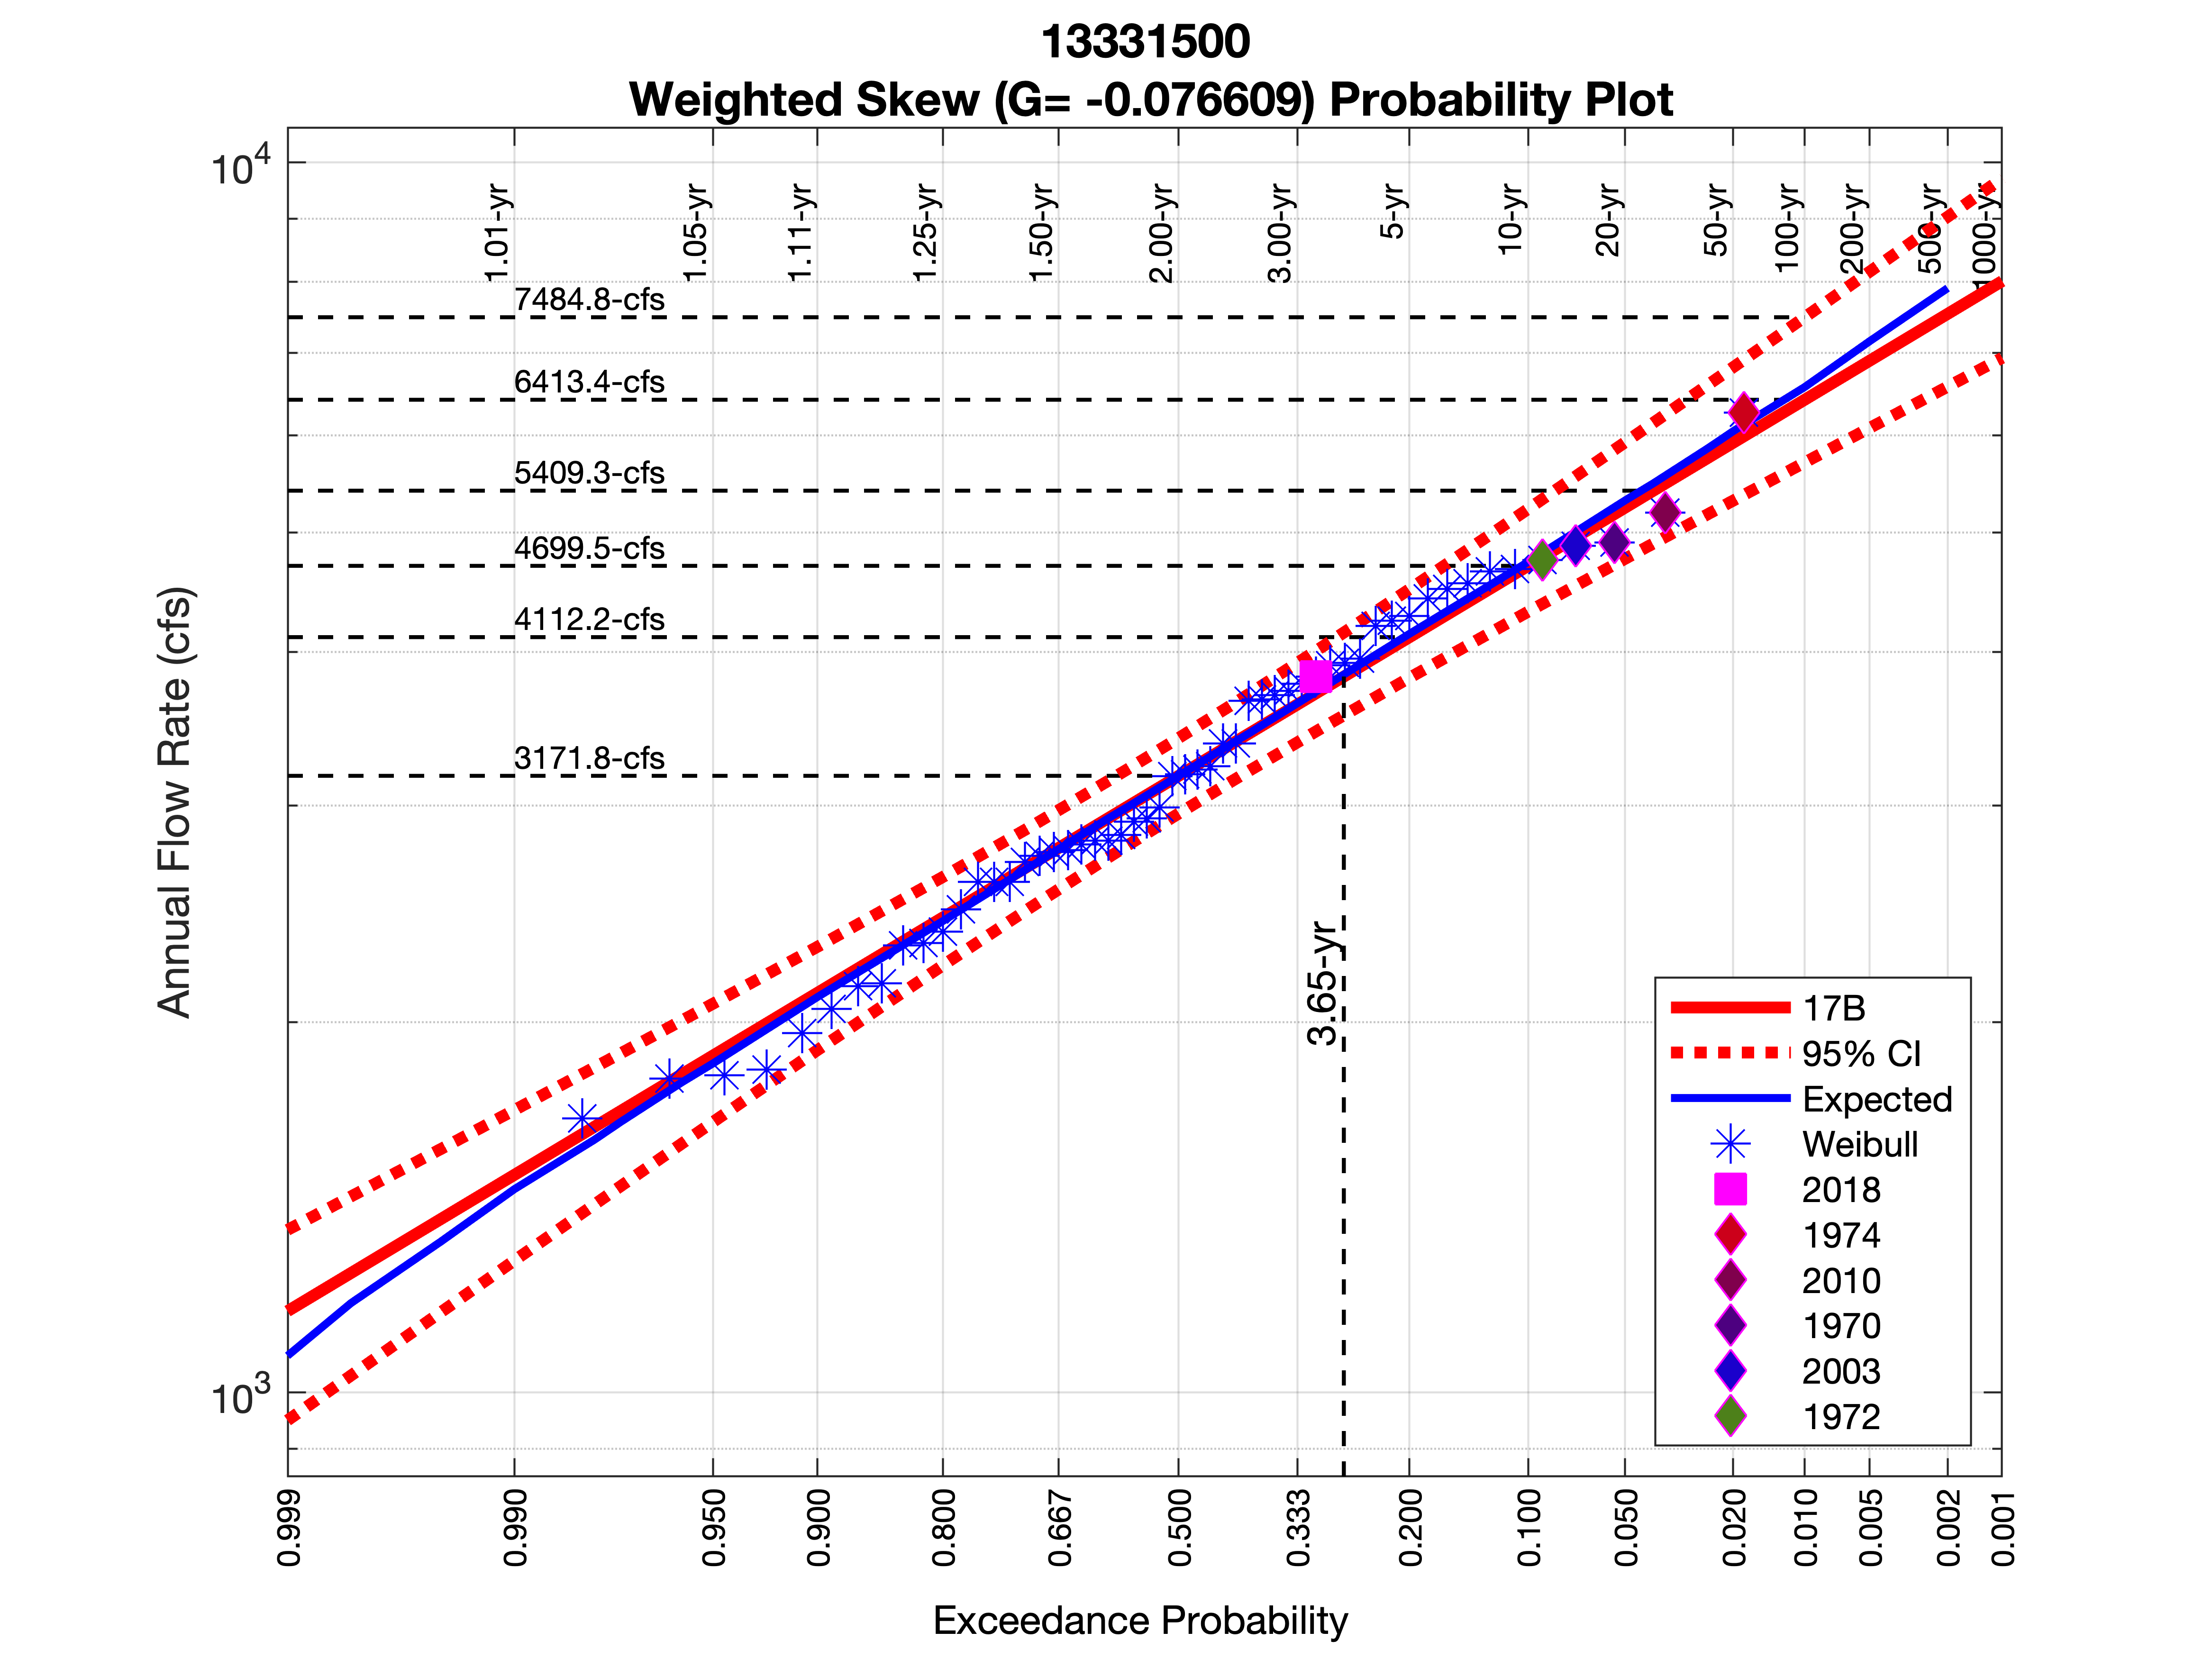 13331500
Weighted Skew (G= -0.076609) Probability Plot
Annual Flow Rate (cfs)
10^4
10^3
1.01-yr
1.05-yr
1.11-yr
1.25-yr
1.50-yr
2.00-yr
3.00-yr
5-yr
10-yr
20-yr
50-yr
100-yr
200-yr
500-yr
1000-yr
7484.8-cfs
6413.4-cfs
5409.3-cfs
4699.5-cfs
4112.2-cfs
3171.8-cfs
3.65-yr
17B
95% CI
Expected
Weibull
2018
1974
2010
1970
2003
1972
0.999
0.990
0.950
0.900
0.800
0.667
0.500
0.333
0.200
0.100
0.050
0.020
0.010
0.005
0.002
0.001
Exceedance Probability